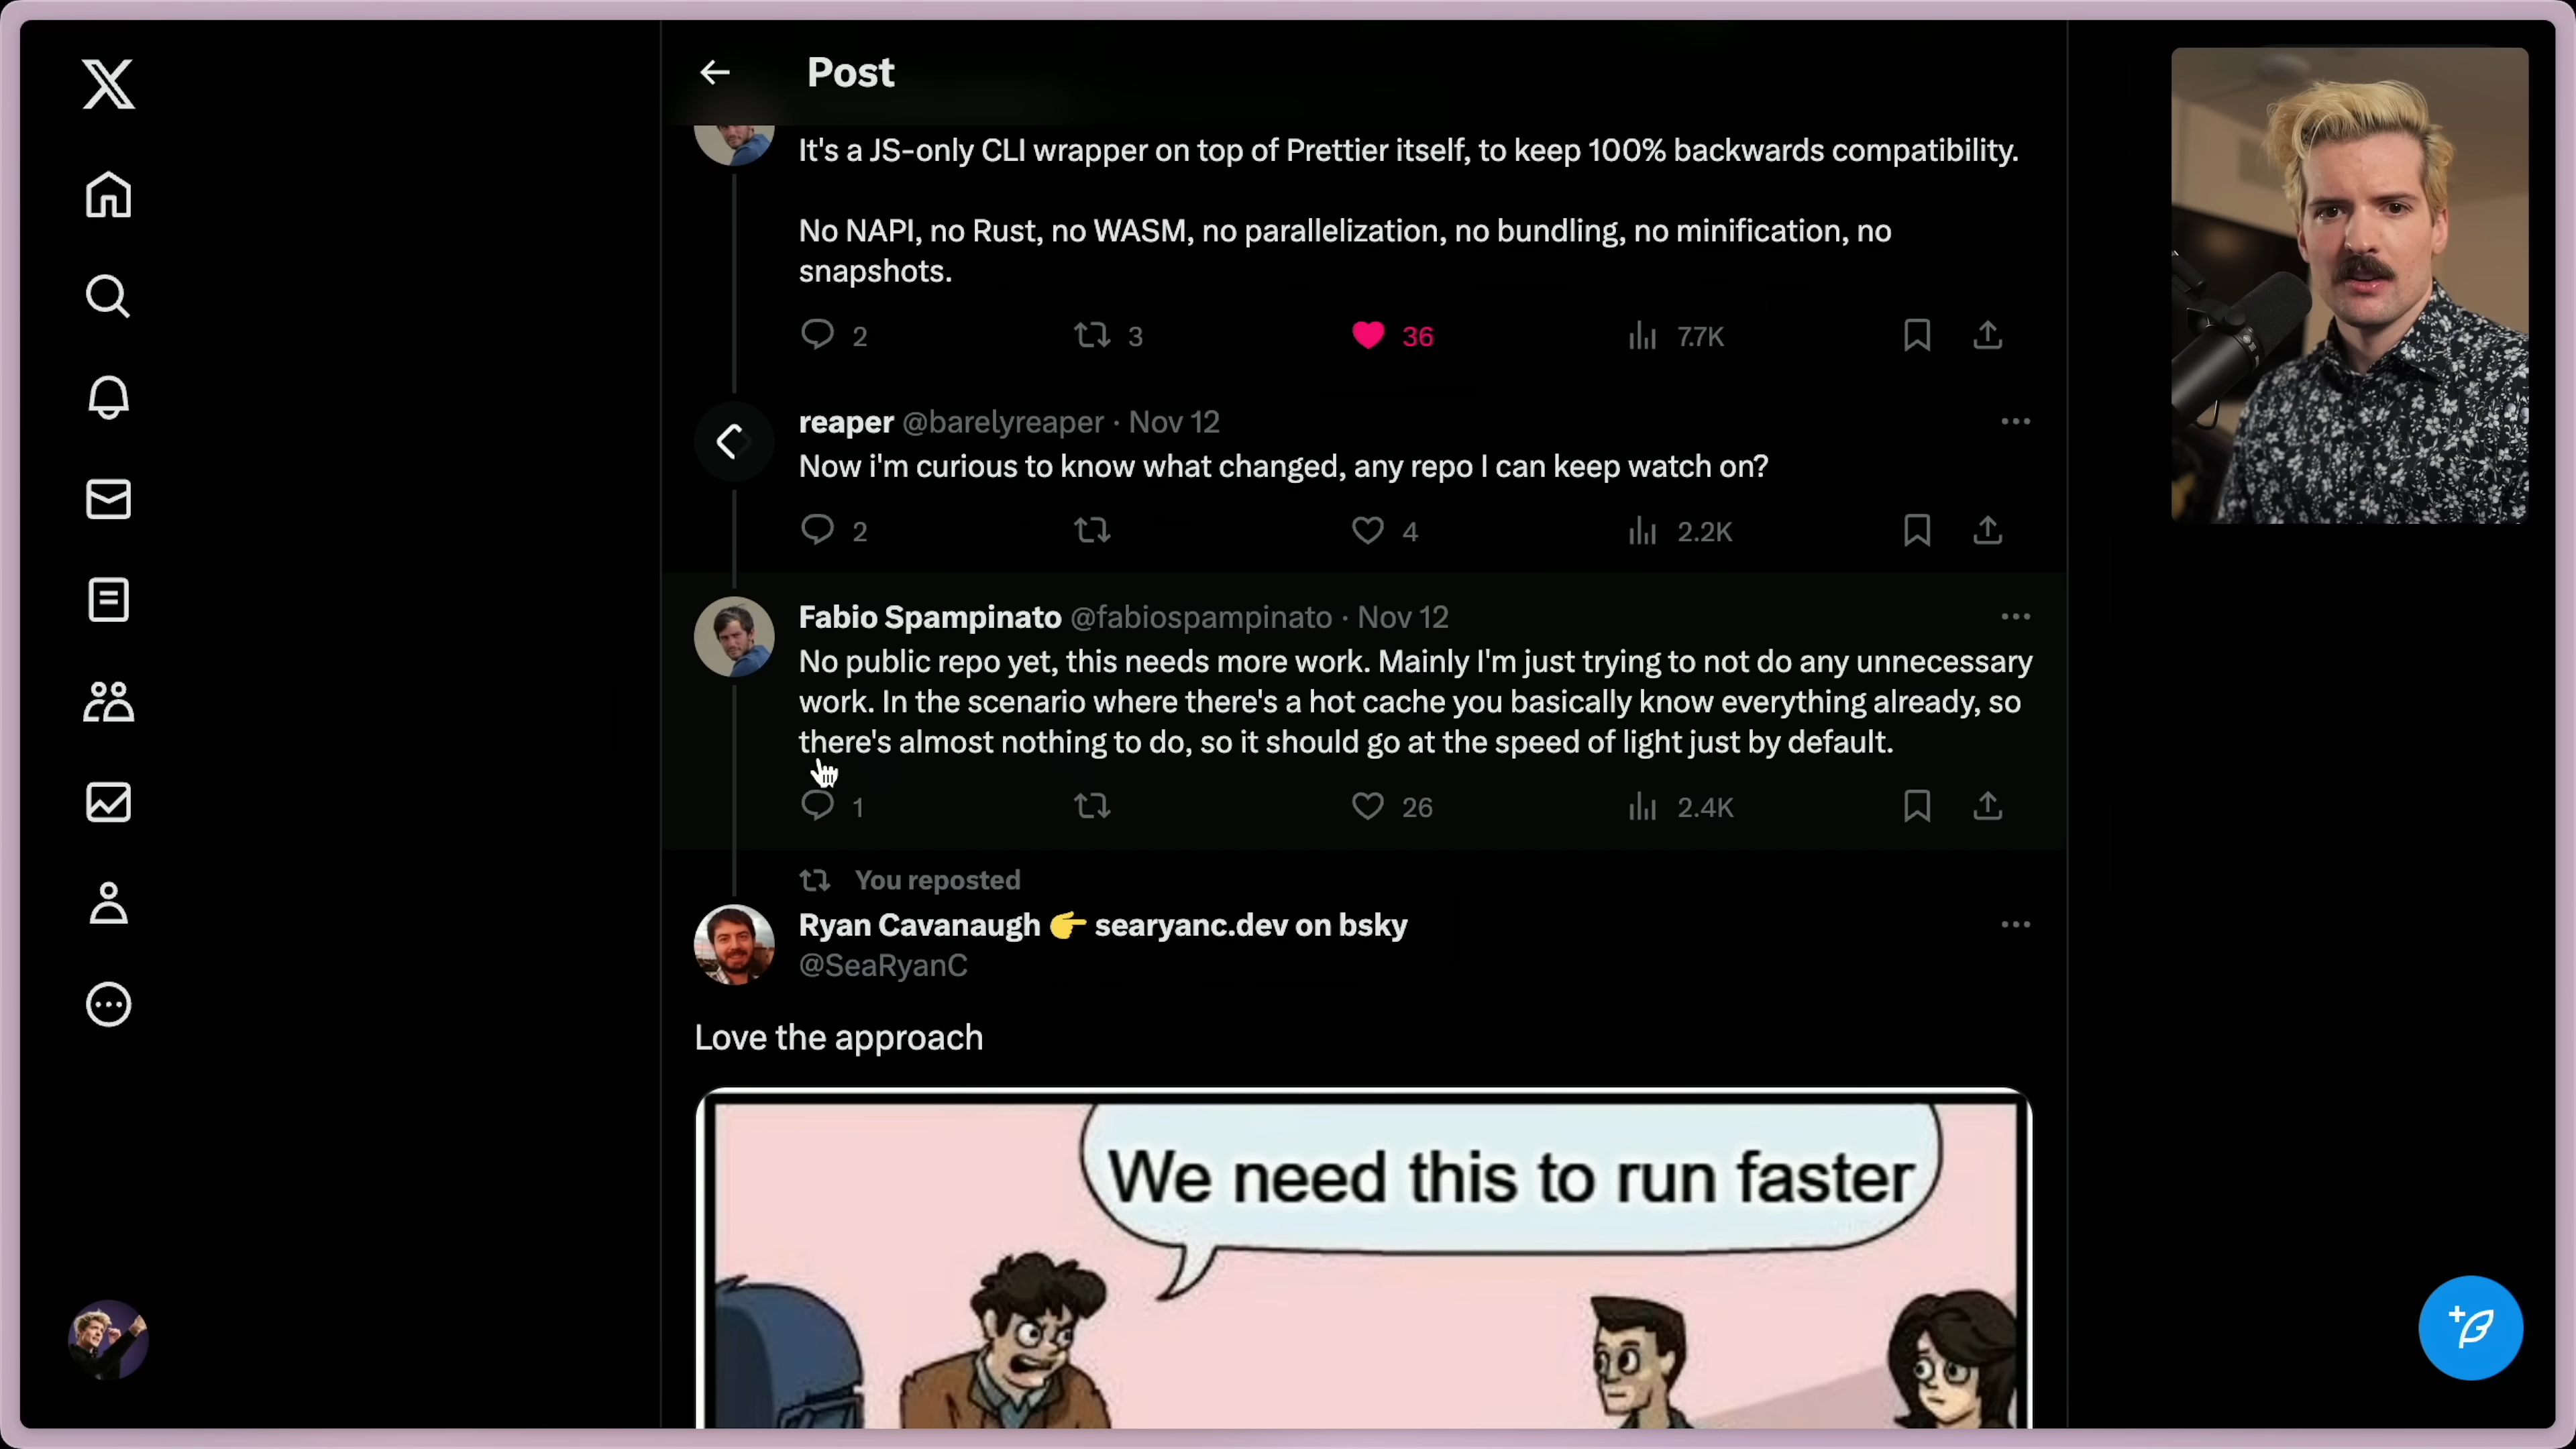 Post
It's a JS-only CLI wrapper on top of Prettier itself, to keep 100% backwards compatibility.
No NAPI, no Rust, no WASM, no parallelization, no bundling, no minification, no
snapshots.
2 3 36 7.7K
reaper @barelyreaper · Nov 12
Now i'm curious to know what changed, any repo I can keep watch on?
2 4 2.2K
Fabio Spampinato @fabiospampinato · Nov 12
No public repo yet, this needs more work. Mainly I'm just trying to not do any unnecessary
work. In the scenario where there's a hot cache you basically know everything already, so
there's almost nothing to do, so it should go at the speed of light just by default.
1 26 2.4K
You reposted
Ryan Cavanaugh 👉 searyanc.dev on bsky
@SeaRyanC
Love the approach
We need this to run faster